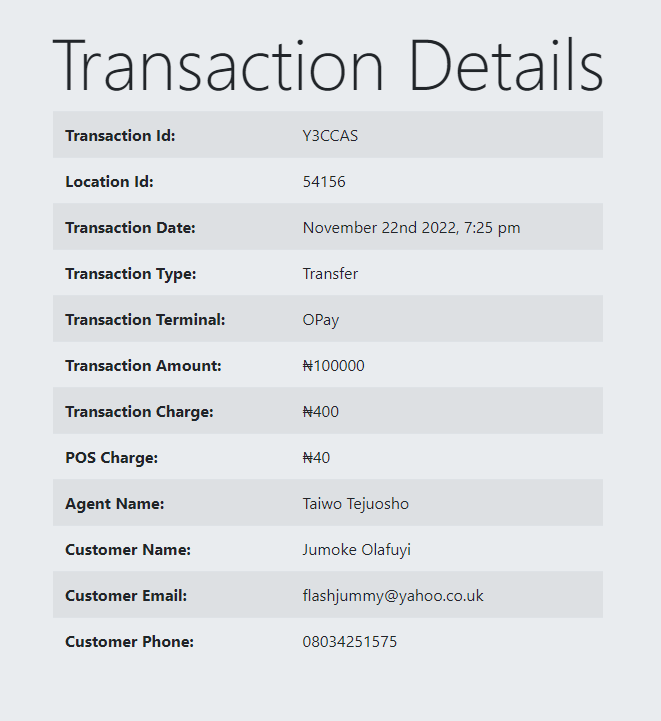 Transaction Details
Transaction Id: Y3CCAS
Location Id: 54156
Transaction Date: November 22nd 2022, 7:25 pm
Transaction Type: Transfer
Transaction Terminal: OPay
Transaction Amount: ₦100000
Transaction Charge: ₦400
POS Charge: ₦40
Agent Name: Taiwo Tejuosho
Customer Name: Jumoke Olafuyi
Customer Email: flashjummy@yahoo.co.uk
Customer Phone: 08034251575